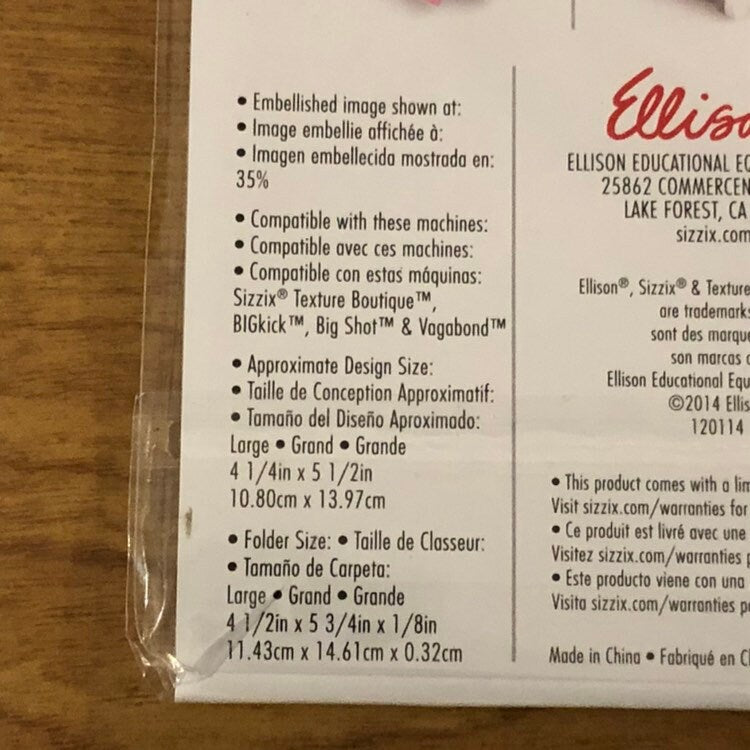 • Embellished image shown at:
• Image embellie affichée à:
• Imagen embellecida mostrada en:
35%
• Compatible with these machines:
• Compatible avec ces machines:
• Compatible con estas máquinas:
Sizzix® Texture Boutique™,
BIGkick™, Big Shot™ & Vagabond™
• Approximate Design Size:
• Taille de Conception Approximatif:
• Tamaño del Diseño Aproximado:
Large • Grand • Grande
4 1/4in x 5 1/2in
10.80cm x 13.97cm
• Folder Size: • Taille de Classeur:
• Tamaño de Carpeta:
Large • Grand • Grande
4 1/2in x 5 3/4in x 1/8in
11.43cm x 14.61cm x 0.32cm
ELLISON EDUCATIONAL
25862
LAKE FOREST, CA
sizzix.com
Ellison®, Sizzix® & Texture
are trademarks
sont des
son marcas
Ellison Educational
©2014
120114
• This product comes with a
Visit sizzix.com/warranties for
• Ce produit est livré avec une
Visitez sizzix.com/warranties
• Este producto viene con una
Visita sizzix.com/warranties
Made in China • Fabriqué en